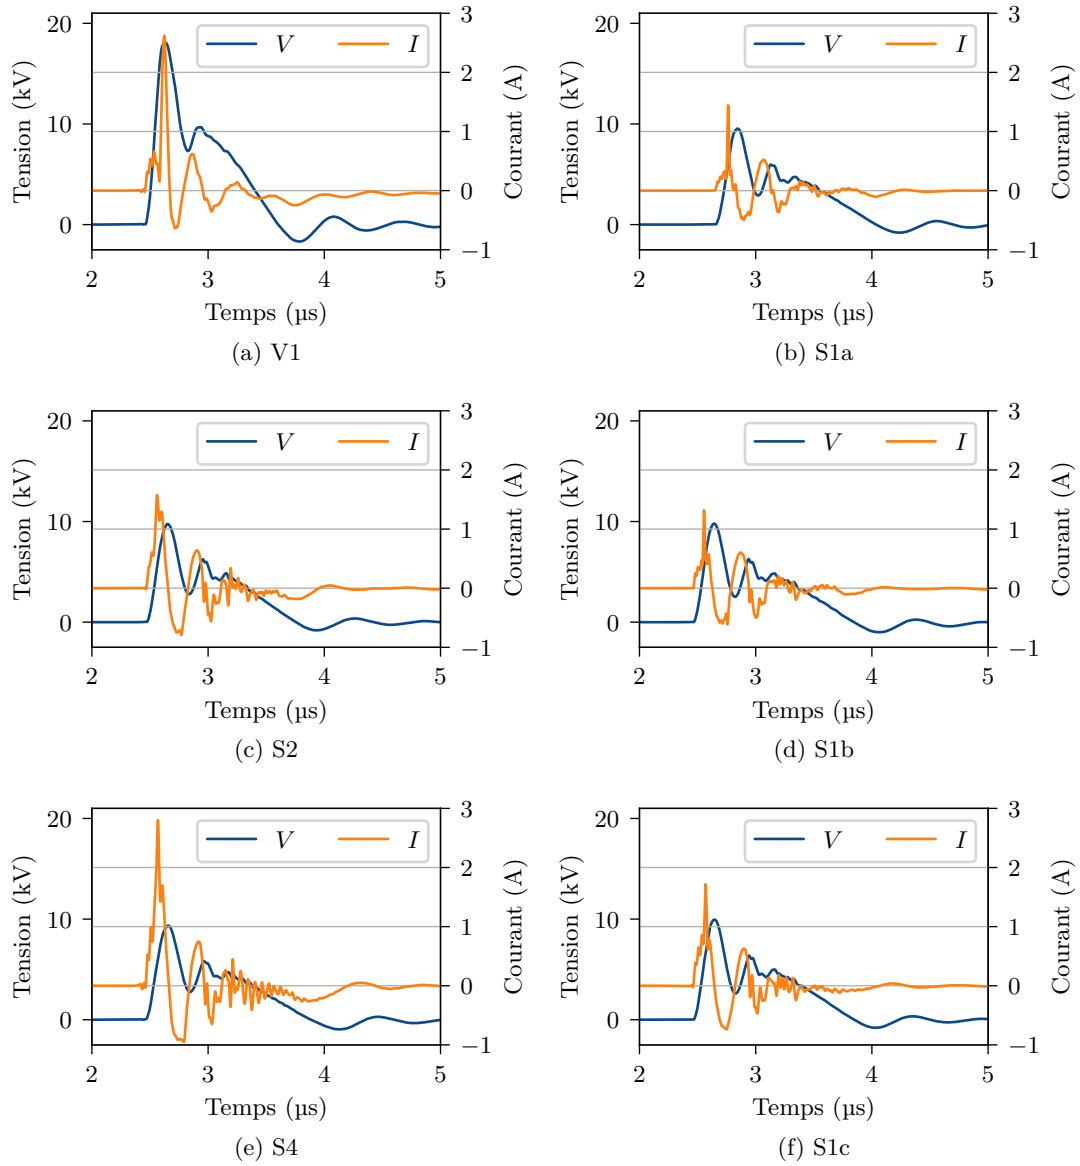 20
10
0
Tension (kV)
V
I
3
2
1
0
−1
Courant (A)
2
3
4
5
Temps (µs)
(a) V1
20
10
0
Tension (kV)
V
I
3
2
1
0
−1
Courant (A)
2
3
4
5
Temps (µs)
(b) S1a
20
10
0
Tension (kV)
V
I
3
2
1
0
−1
Courant (A)
2
3
4
5
Temps (µs)
(c) S2
20
10
0
Tension (kV)
V
I
3
2
1
0
−1
Courant (A)
2
3
4
5
Temps (µs)
(d) S1b
20
10
0
Tension (kV)
V
I
3
2
1
0
−1
Courant (A)
2
3
4
5
Temps (µs)
(e) S4
20
10
0
Tension (kV)
V
I
3
2
1
0
−1
Courant (A)
2
3
4
5
Temps (µs)
(f) S1c